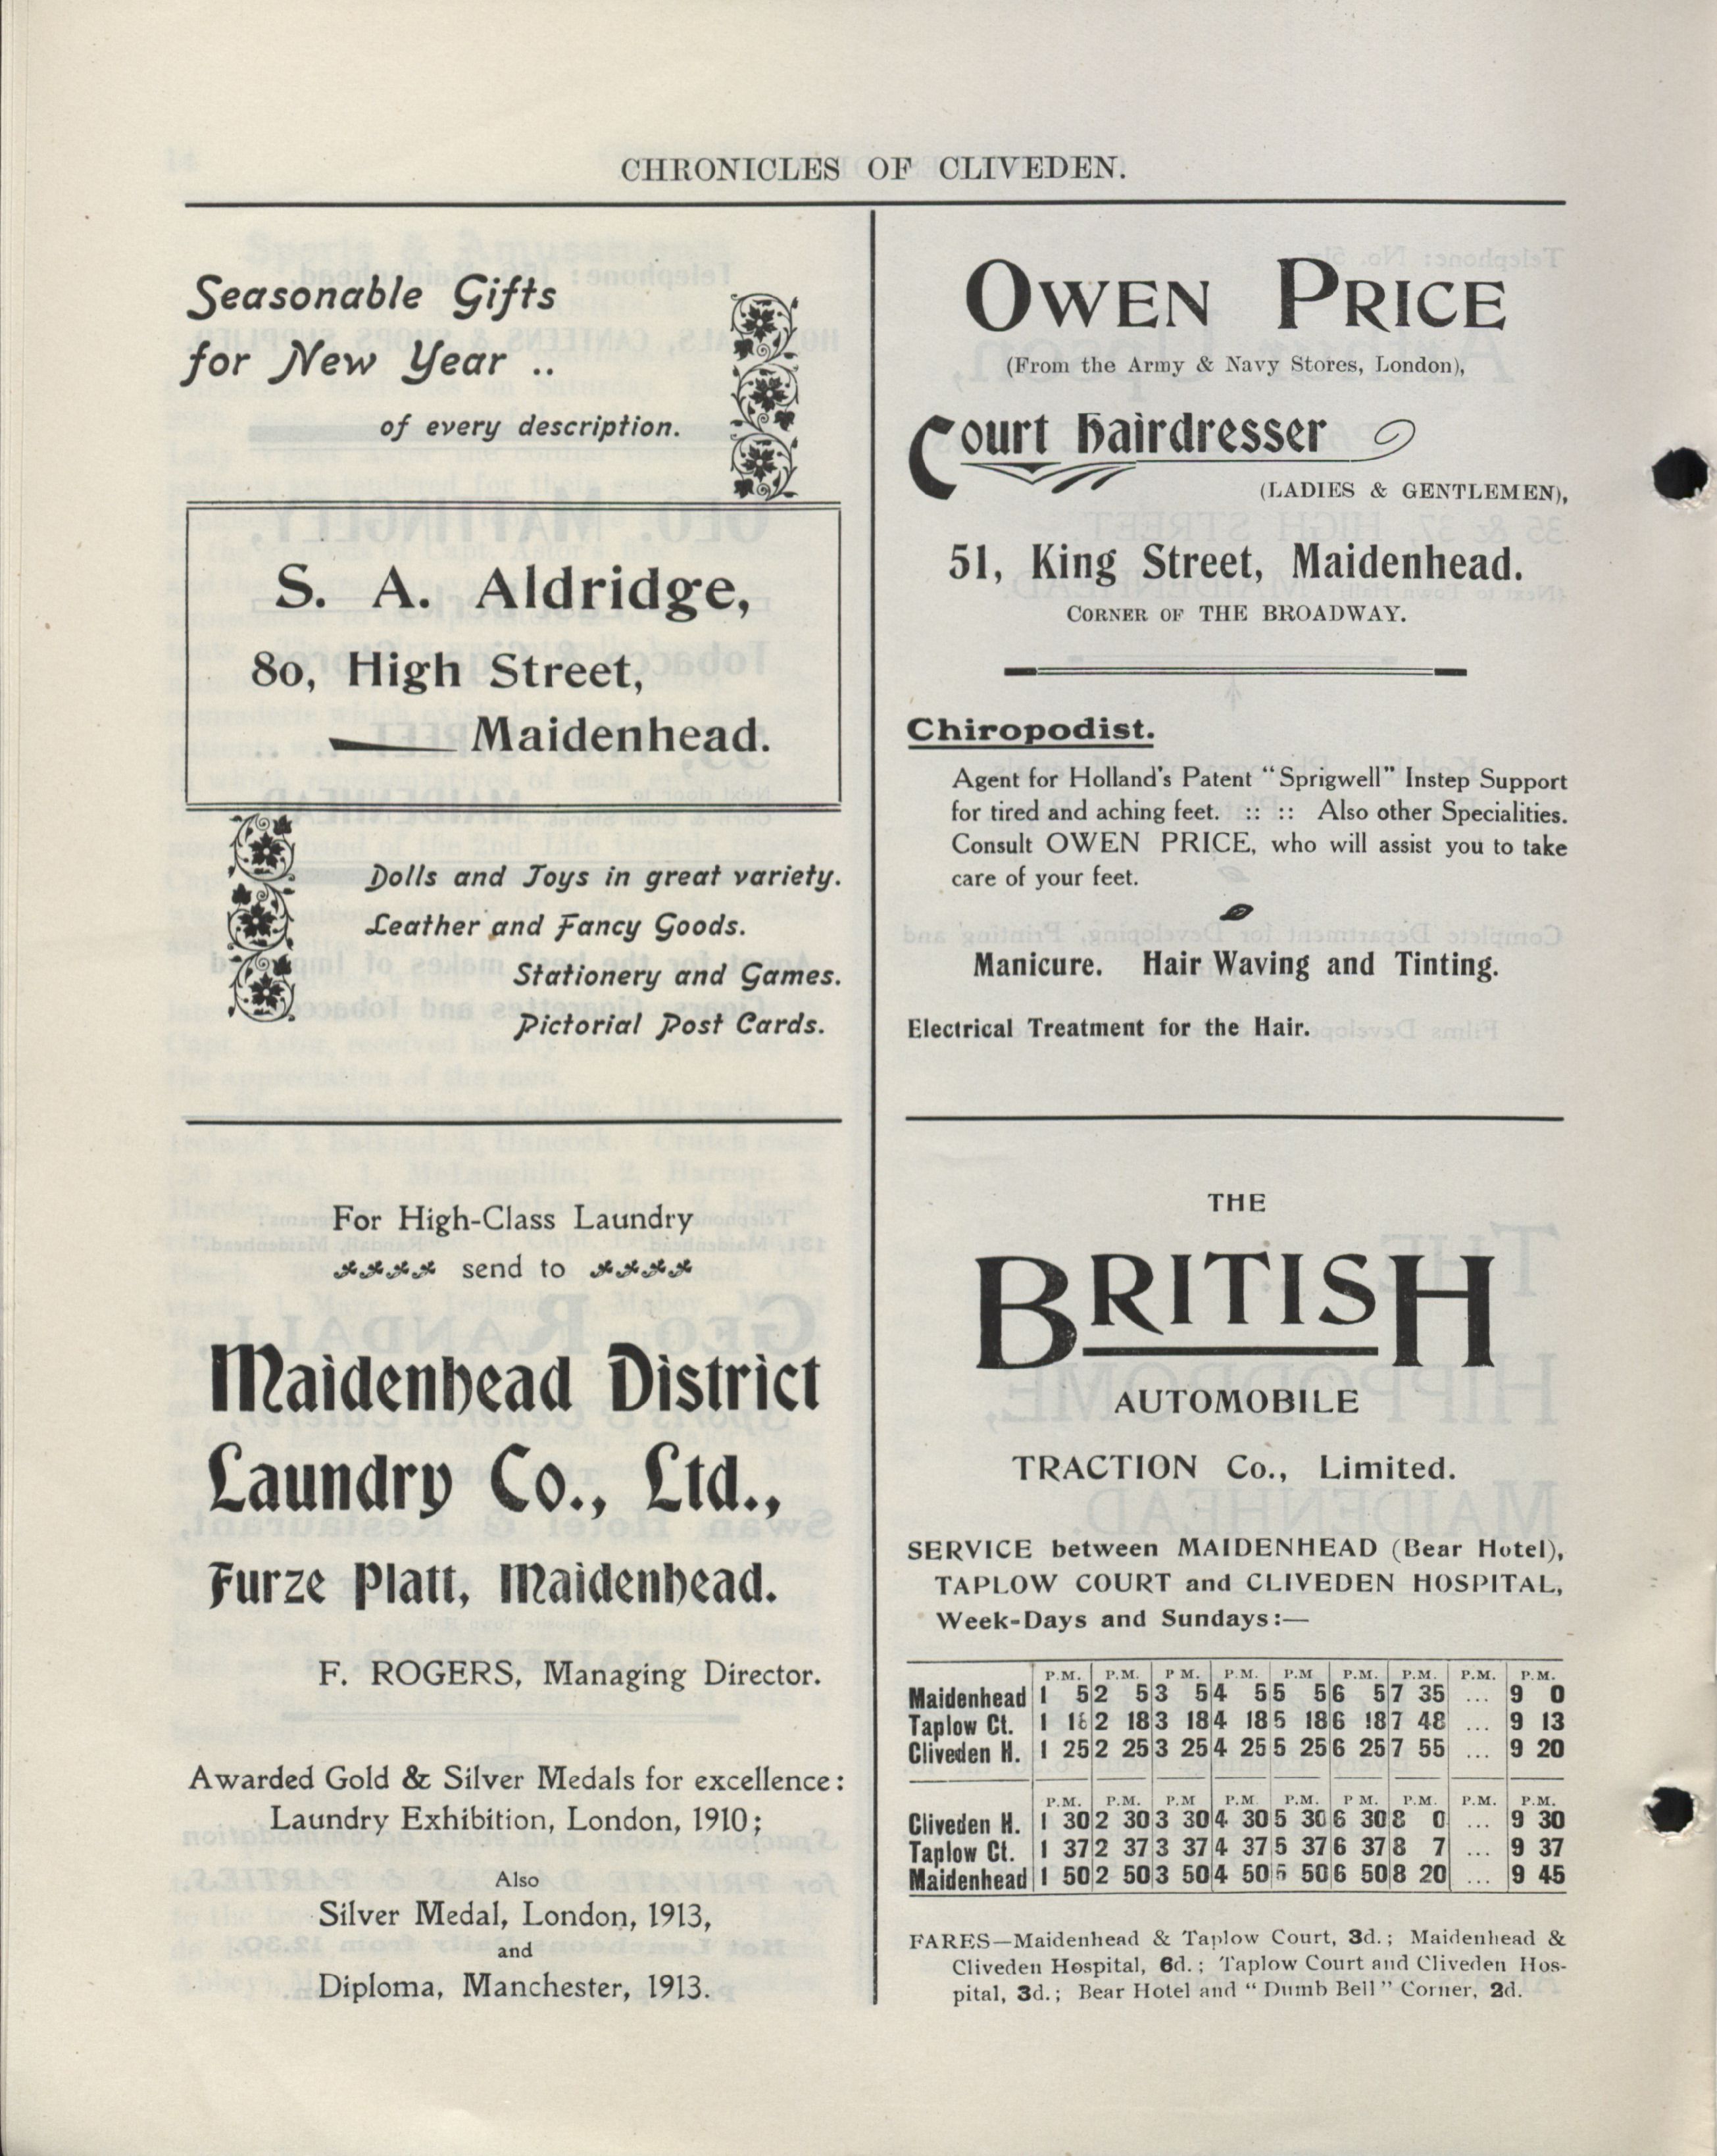 CHRONICLES OF CLIVEDEN.
Seasonable Gifts
for New Year ..
of every description.
S. A. Aldridge,
80, High Street,
Maidenhead.
Dolls and Toys in great variety.
Leather and Fancy Goods.
Stationery and Games.
Pictorial Post Cards.
For High-Class Laundry
send to
Maidenhead District
Laundry Co., Ltd.,
Furze Platt, Maidenhead.
F. ROGERS, Managing Director.
Awarded Gold & Silver Medals for excellence:
Laundry Exhibition, London, 1910;
Also
Silver Medal, London, 1913,
and
Diploma, Manchester, 1913.
OWEN PRICE
(From the Army & Navy Stores, London),
Court Hairdresser
(LADIES & GENTLEMEN),
51, King Street, Maidenhead.
CORNER OF THE BROADWAY.
Chiropodist.
Agent for Holland's Patent "Sprigwell" Instep Support
for tired and aching feet. :: :: Also other Specialities.
Consult OWEN PRICE, who will assist you to take
care of your feet.
Manicure. Hair Waving and Tinting.
Electrical Treatment for the Hair.
THE
BRITISH
AUTOMOBILE
TRACTION Co., Limited.
SERVICE between MAIDENHEAD (Bear Hotel),
TAPLOW COURT and CLIVEDEN HOSPITAL,
Week-Days and Sundays:—
P.M. P.M. P M. P.M. P.M P.M. P.M. P.M. P.M.
Maidenhead 1 5 2 5 3 5 4 5 5 5 6 5 7 35 ... 9 0
Taplow Ct. 1 18 2 18 3 18 4 18 5 18 6 18 7 48 ... 9 13
Cliveden H. 1 25 2 25 3 25 4 25 5 25 6 25 7 55 ... 9 20
P.M. P.M. P.M P.M. P.M. P M. P.M. P.M. P.M.
Cliveden H. 1 30 2 30 3 30 4 30 5 30 6 30 8 0 ... 9 30
Taplow Ct. 1 37 2 37 3 37 4 37 5 37 6 37 8 7 ... 9 37
Maidenhead 1 50 2 50 3 50 4 50 5 50 6 50 8 20 ... 9 45
FARES—Maidenhead & Taplow Court, 3d.; Maidenhead &
Cliveden Hospital, 6d.; Taplow Court and Cliveden Hos-
pital, 3d.; Bear Hotel and "Dumb Bell" Corner, 2d.